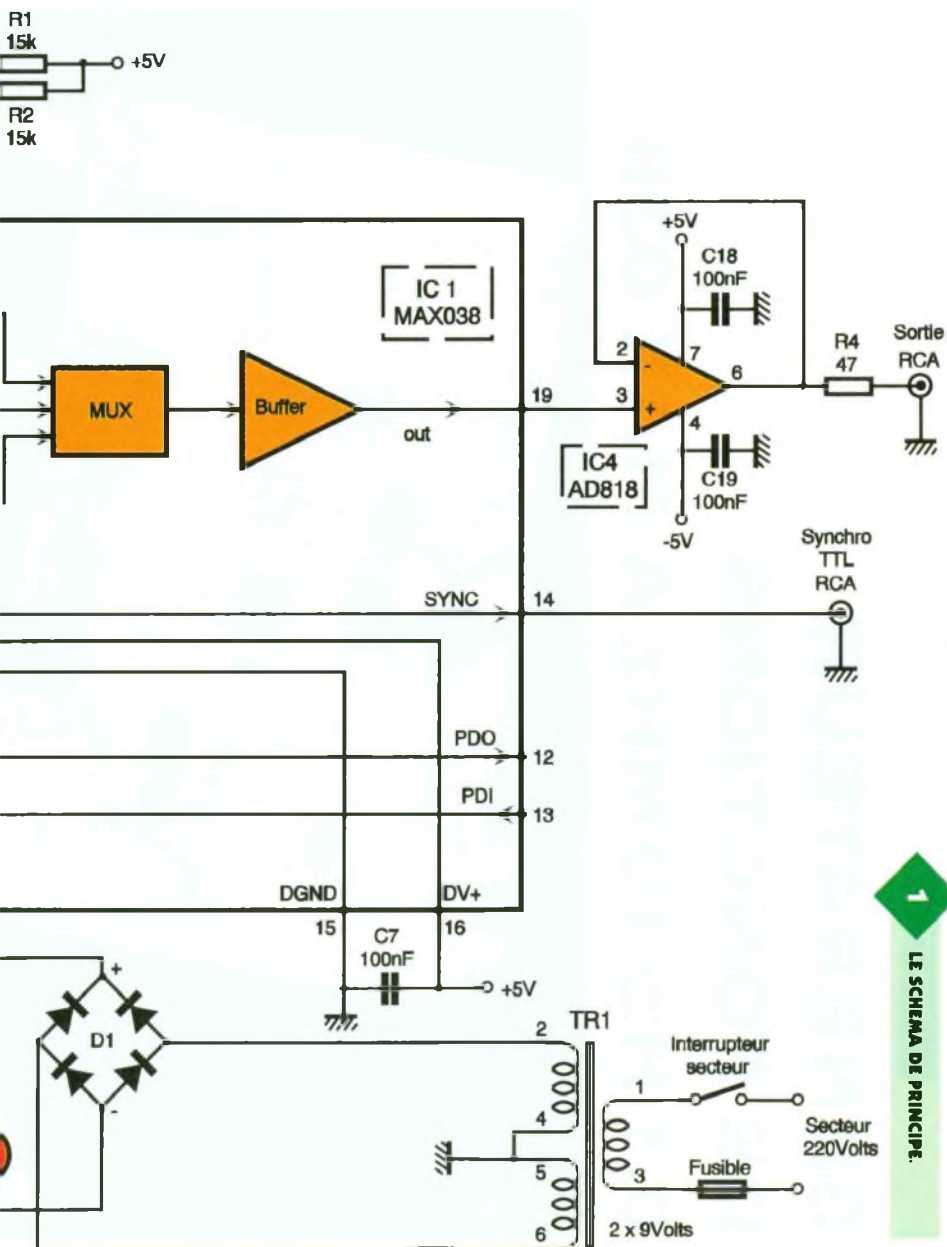 R1
15k
+5V
R2
15k
IC 1
MAX038
MUX
Buffer
out
19
+5V
C18
100nF
2
-
7
6
3
+
4
IC4
AD818
C19
100nF
-5V
R4
47
Sortie
RCA
Synchro
TTL
RCA
SYNC
14
PDO
12
PDI
13
DGND
DV+
15
16
C7
100nF
+5V
+
D1
-
TR1
2
4
5
6
1
3
Interrupteur
secteur
Secteur
220Volts
Fusible
2 x 9Volts
1
LE SCHEMA DE PRINCIPE.